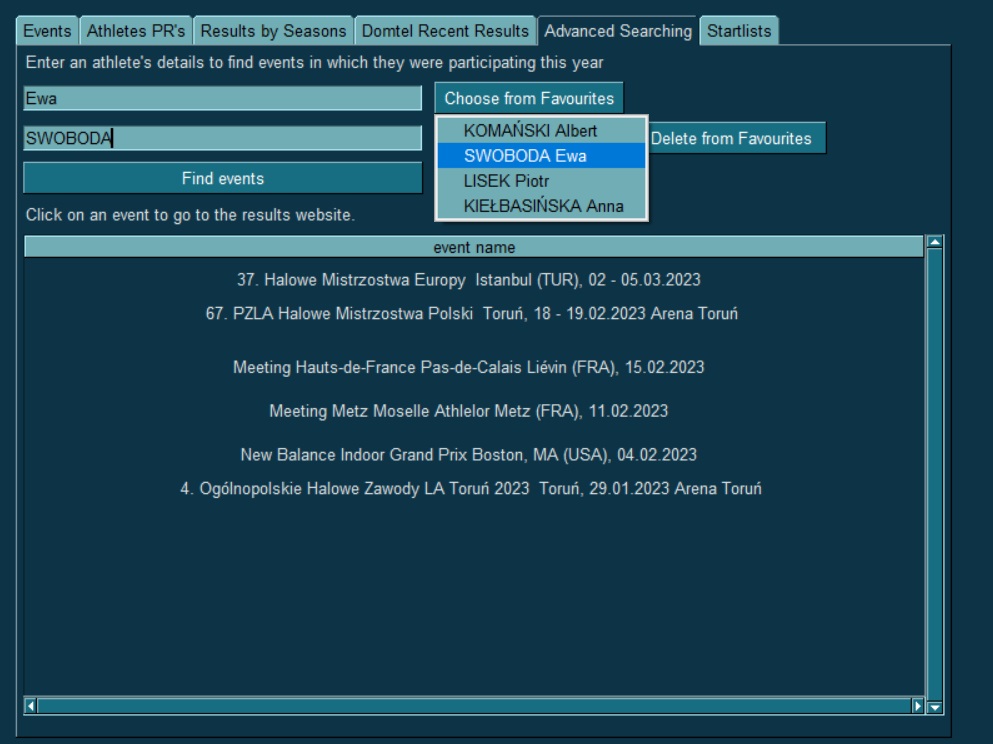 Events Athletes PR's Results by Seasons Domtel Recent Results Advanced Searching Startlists
Enter an athlete's details to find events in which they were participating this year
Ewa
Choose from Favourites
SWOBODA
KOMAŃSKI Albert
SWOBODA Ewa
LISEK Piotr
KIEŁBASIŃSKA Anna
Delete from Favourites
Find events
Click on an event to go to the results website.
event name
37. Halowe Mistrzostwa Europy  Istanbul (TUR), 02 - 05.03.2023
67. PZLA Halowe Mistrzostwa Polski  Toruń, 18 - 19.02.2023 Arena Toruń
Meeting Hauts-de-France Pas-de-Calais Liévin (FRA), 15.02.2023
Meeting Metz Moselle Athlelor Metz (FRA), 11.02.2023
New Balance Indoor Grand Prix Boston, MA (USA), 04.02.2023
4. Ogólnopolskie Halowe Zawody LA Toruń 2023  Toruń, 29.01.2023 Arena Toruń